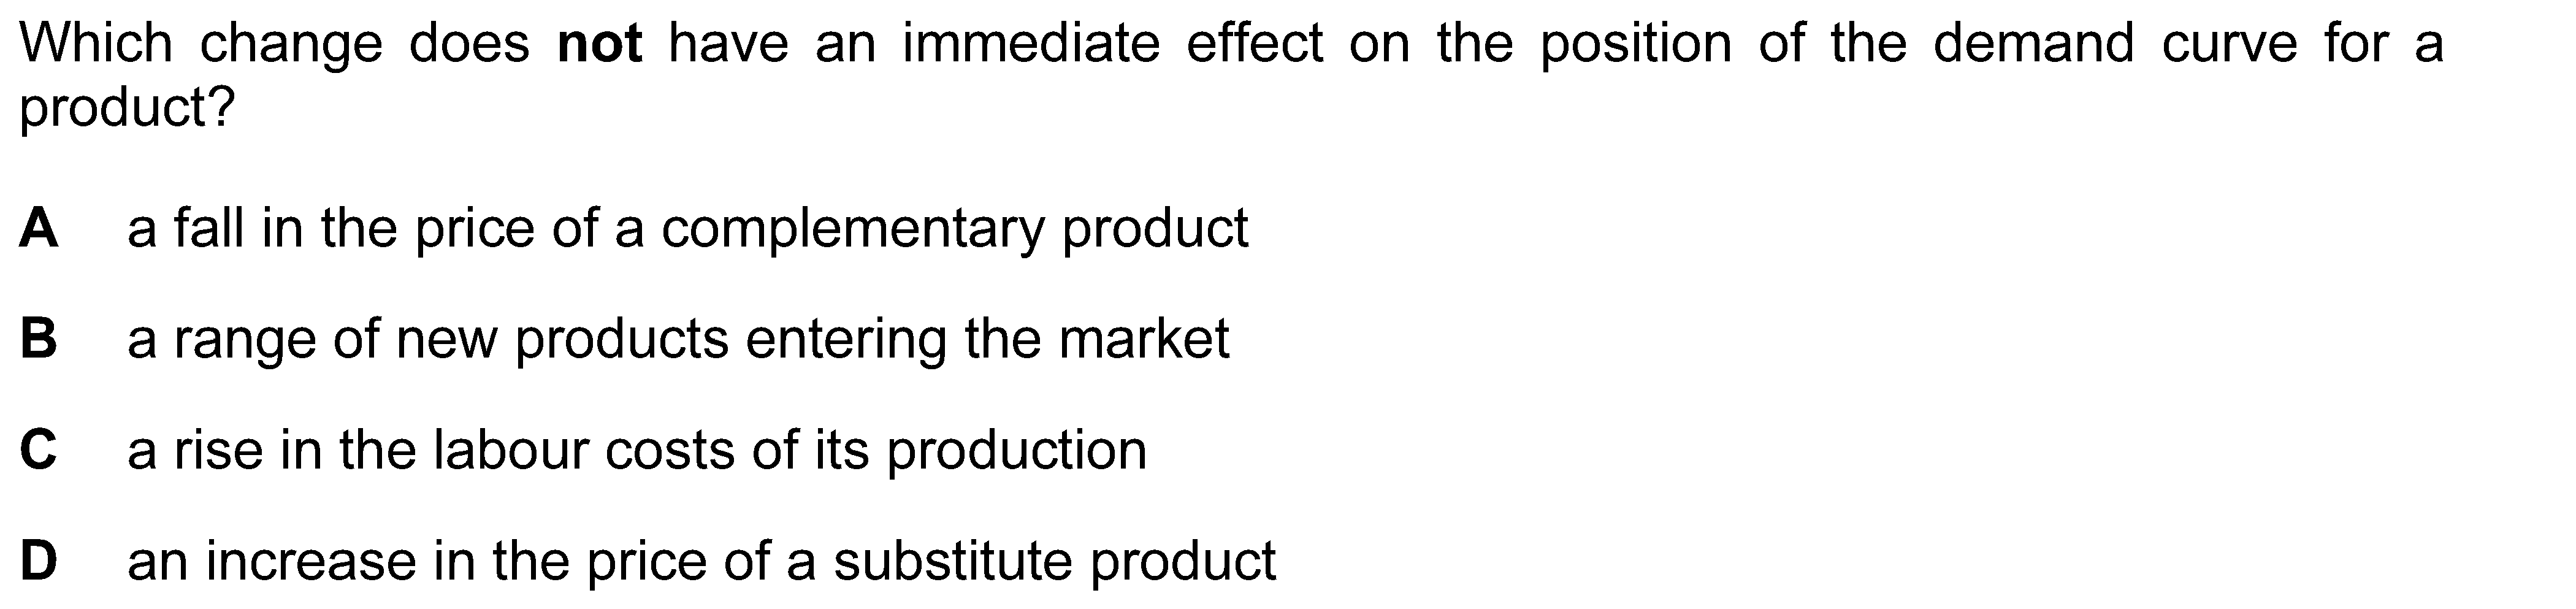 Which change does not have an immediate effect on the position of the demand curve for a
product?
A a fall in the price of a complementary product
B a range of new products entering the market
C a rise in the labour costs of its production
D an increase in the price of a substitute product